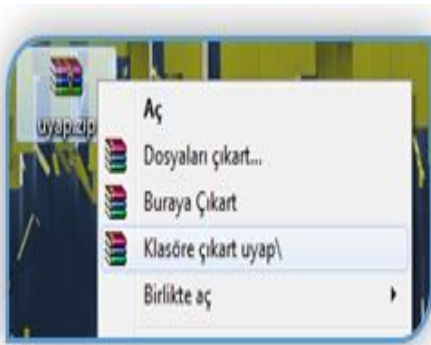 uyap.zip
Aç
Dosyaları çıkart...
Buraya Çıkart
Klasöre çıkart uyap\
Birlikte aç